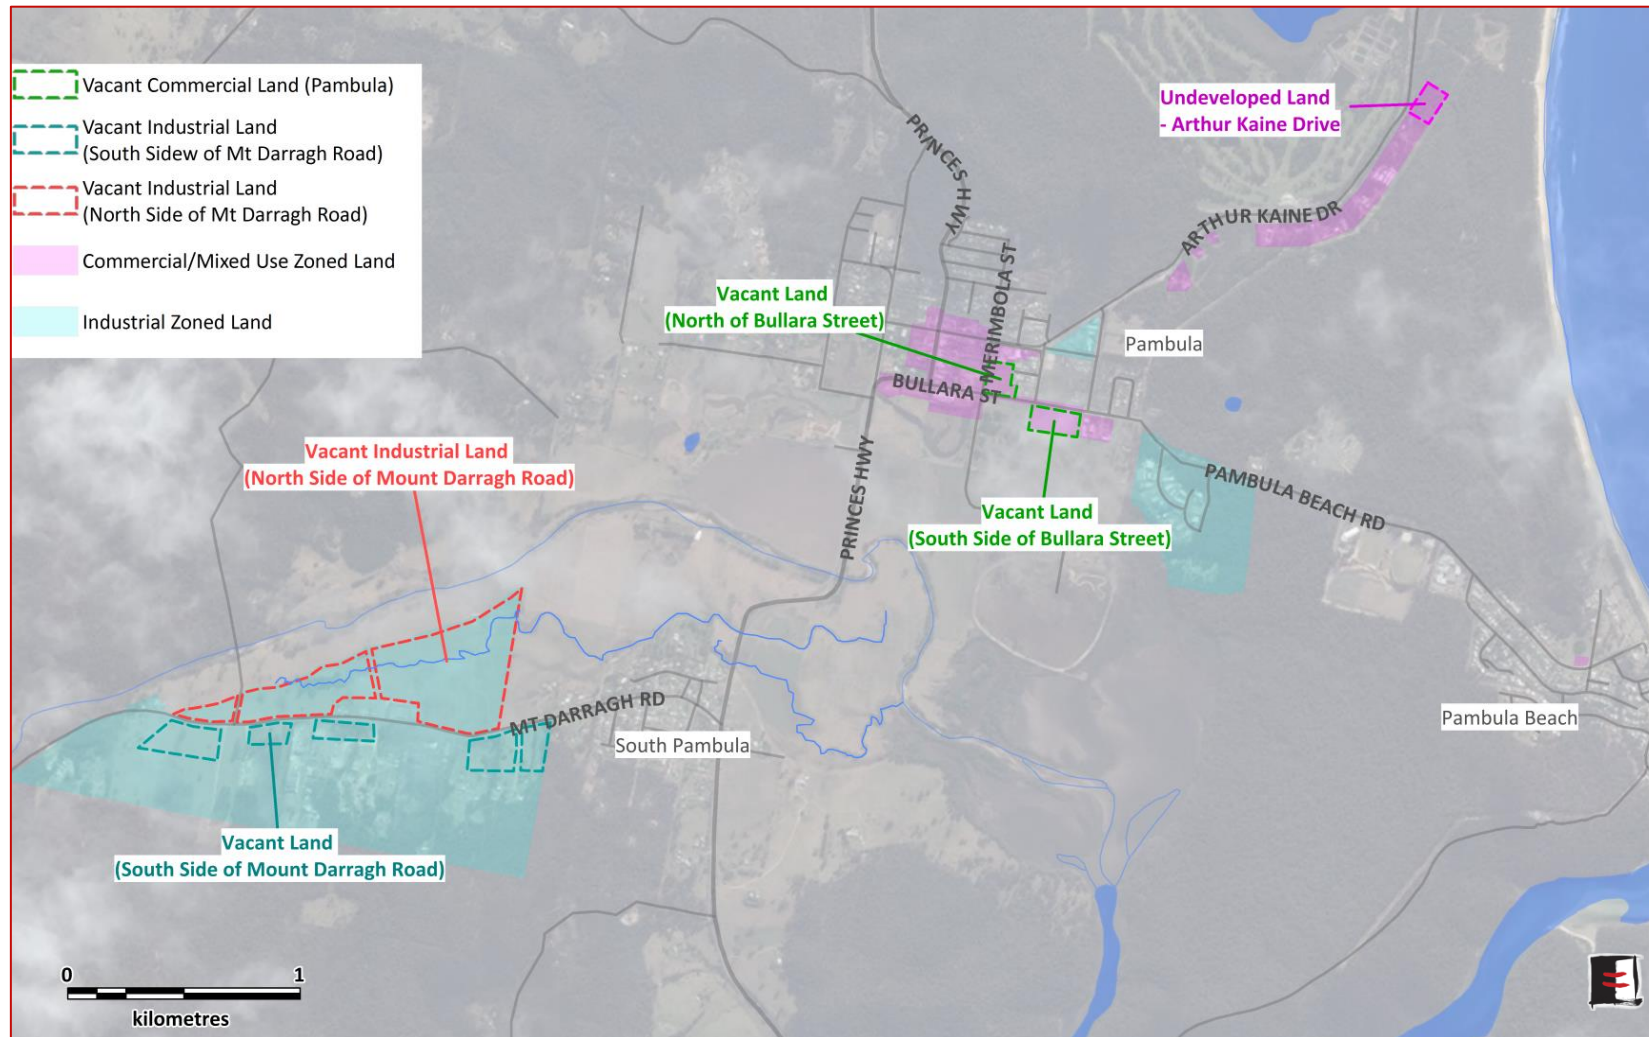 Vacant Commercial Land (Pambula)
Vacant Industrial Land
(South Sidew of Mt Darragh Road)
Vacant Industrial Land
(North Side of Mt Darragh Road)
Commercial/Mixed Use Zoned Land
Industrial Zoned Land
Undeveloped Land
- Arthur Kaine Drive
PRINCES HWY
ARTHUR KAINE DR
MERIMBOLA ST
Vacant Land
(North of Bullara Street)
Pambula
BULLARA ST
Vacant Industrial Land
(North Side of Mount Darragh Road)
PRINCES HWY
PAMBULA BEACH RD
Vacant Land
(South Side of Bullara Street)
MT DARRAGH RD
South Pambula
Pambula Beach
Vacant Land
(South Side of Mount Darragh Road)
0 1
kilometres